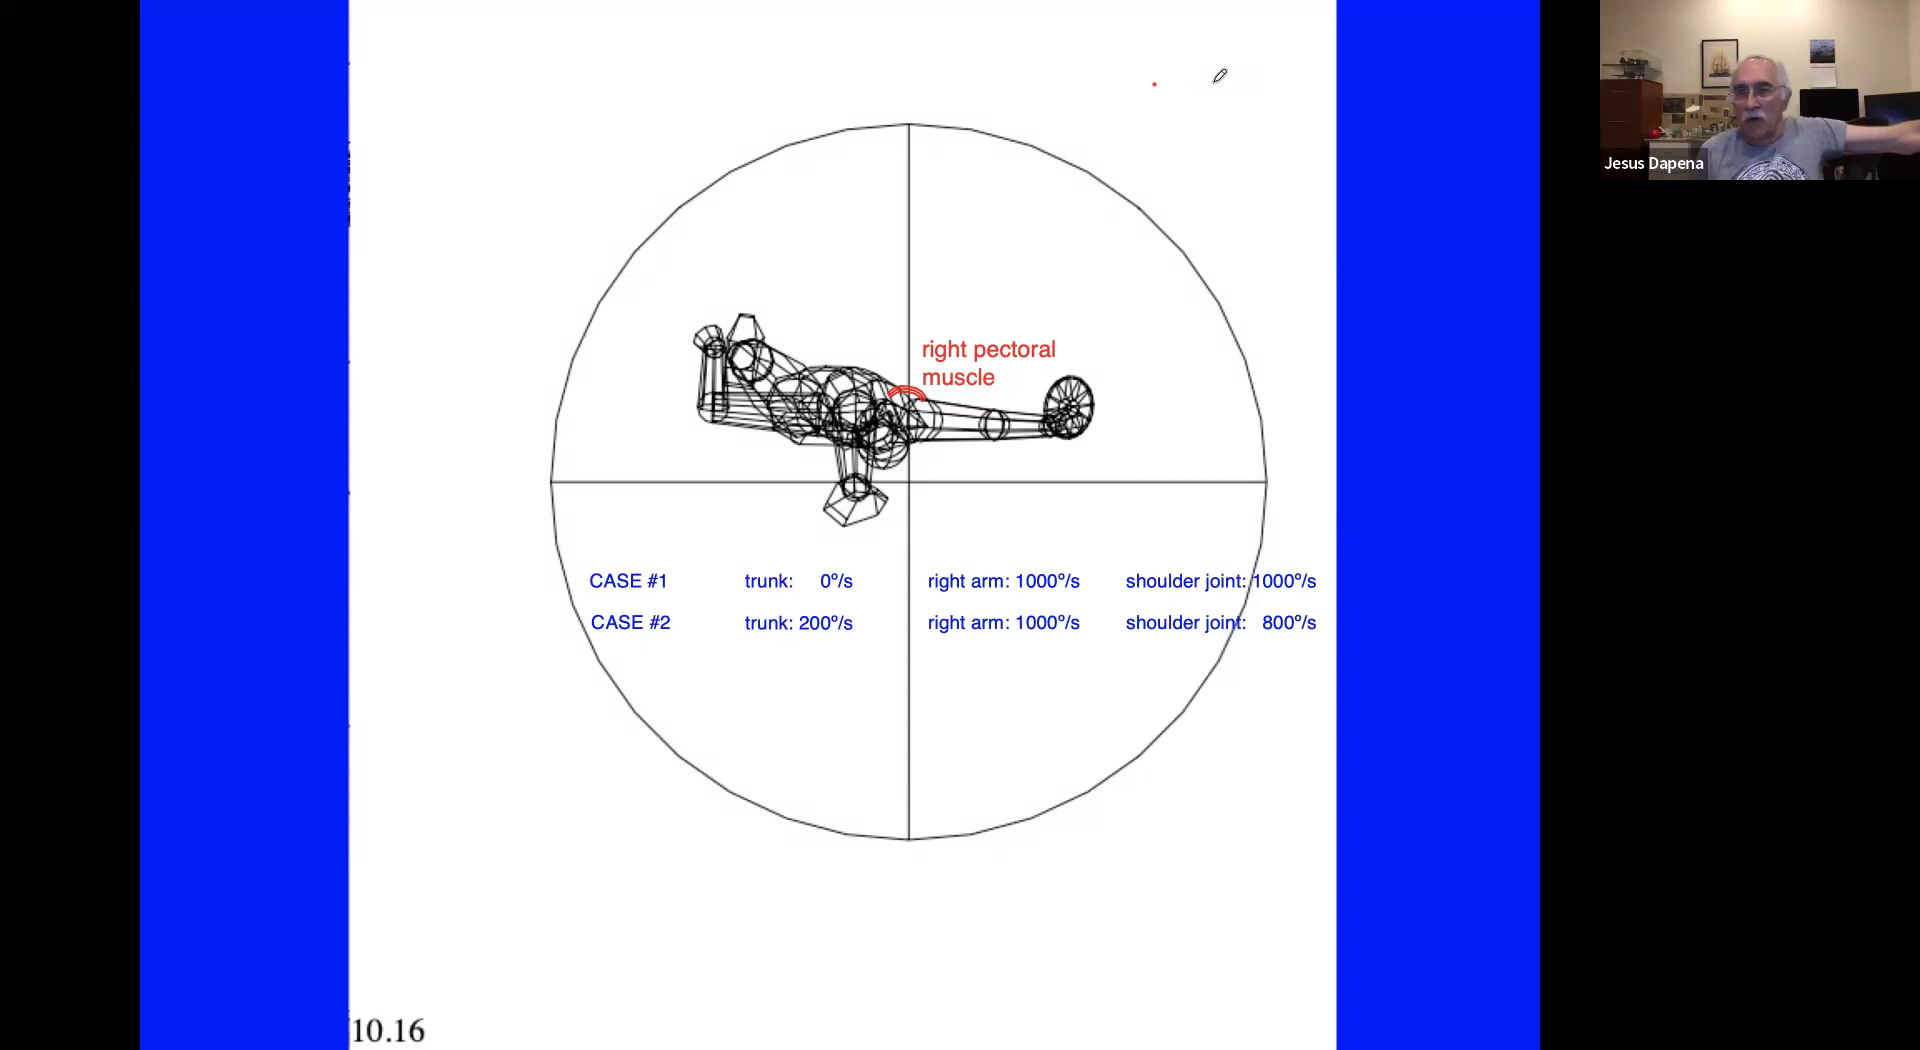 Jesus Dapena
right pectoral
muscle
CASE #1 trunk: 0°/s right arm: 1000°/s shoulder joint: 1000°/s
CASE #2 trunk: 200°/s right arm: 1000°/s shoulder joint: 800°/s
10.16